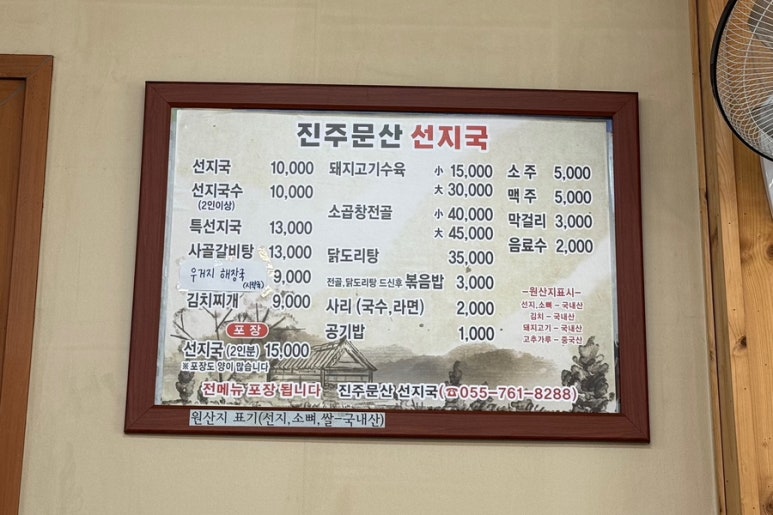 진주문산 선지국
선지국 10,000
선지국수 10,000
(2인이상)
특선지국 13,000
사골갈비탕 13,000
우거지 해장국 9,000
김치찌개 9,000
포 장
선지국 (2인분) 15,000
※포장도 양이 많습니다
돼지고기수육 小 15,000
大 30,000
소곱창전골 小 40,000
大 45,000
닭도리탕 35,000
전골,닭도리탕 드신후 볶음밥 3,000
사리 (국수,라면) 2,000
공기밥 1,000
소 주 5,000
맥 주 5,000
막걸리 3,000
음료수 2,000
-원산지표시-
선지,소뼈 - 국내산
김치 - 국내산
돼지고기 - 국내산
고추가루 - 중국산
전메뉴 포장 됩니다 진주문산 선지국(☎055-761-8288)
원산지 표기(선지,소뼈,쌀-국내산)